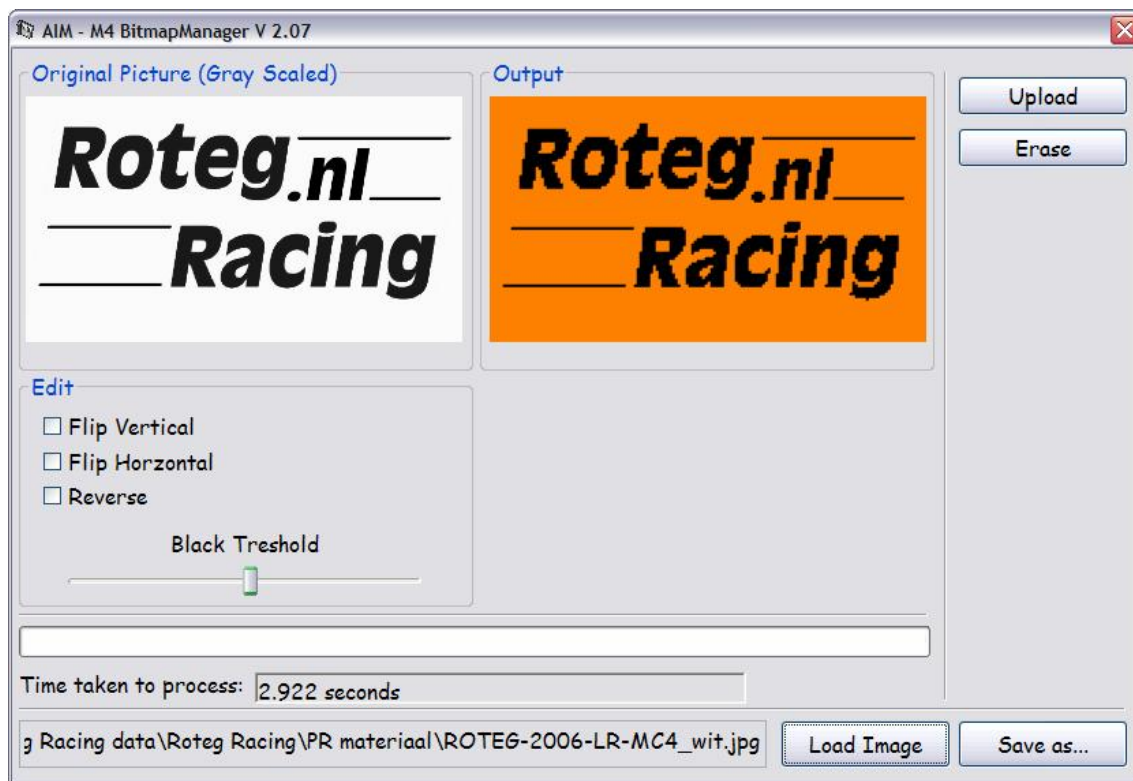 AIM - M4 BitmapManager V 2.07
Original Picture (Gray Scaled)
Roteg.nl
Racing
Output
Roteg.nl
Racing
Upload
Erase
Edit
Flip Vertical
Flip Horzontal
Reverse
Black Treshold
Time taken to process: 2.922 seconds
g Racing data\Roteg Racing\PR materiaal\ROTEG-2006-LR-MC4_wit.jpg
Load Image
Save as...